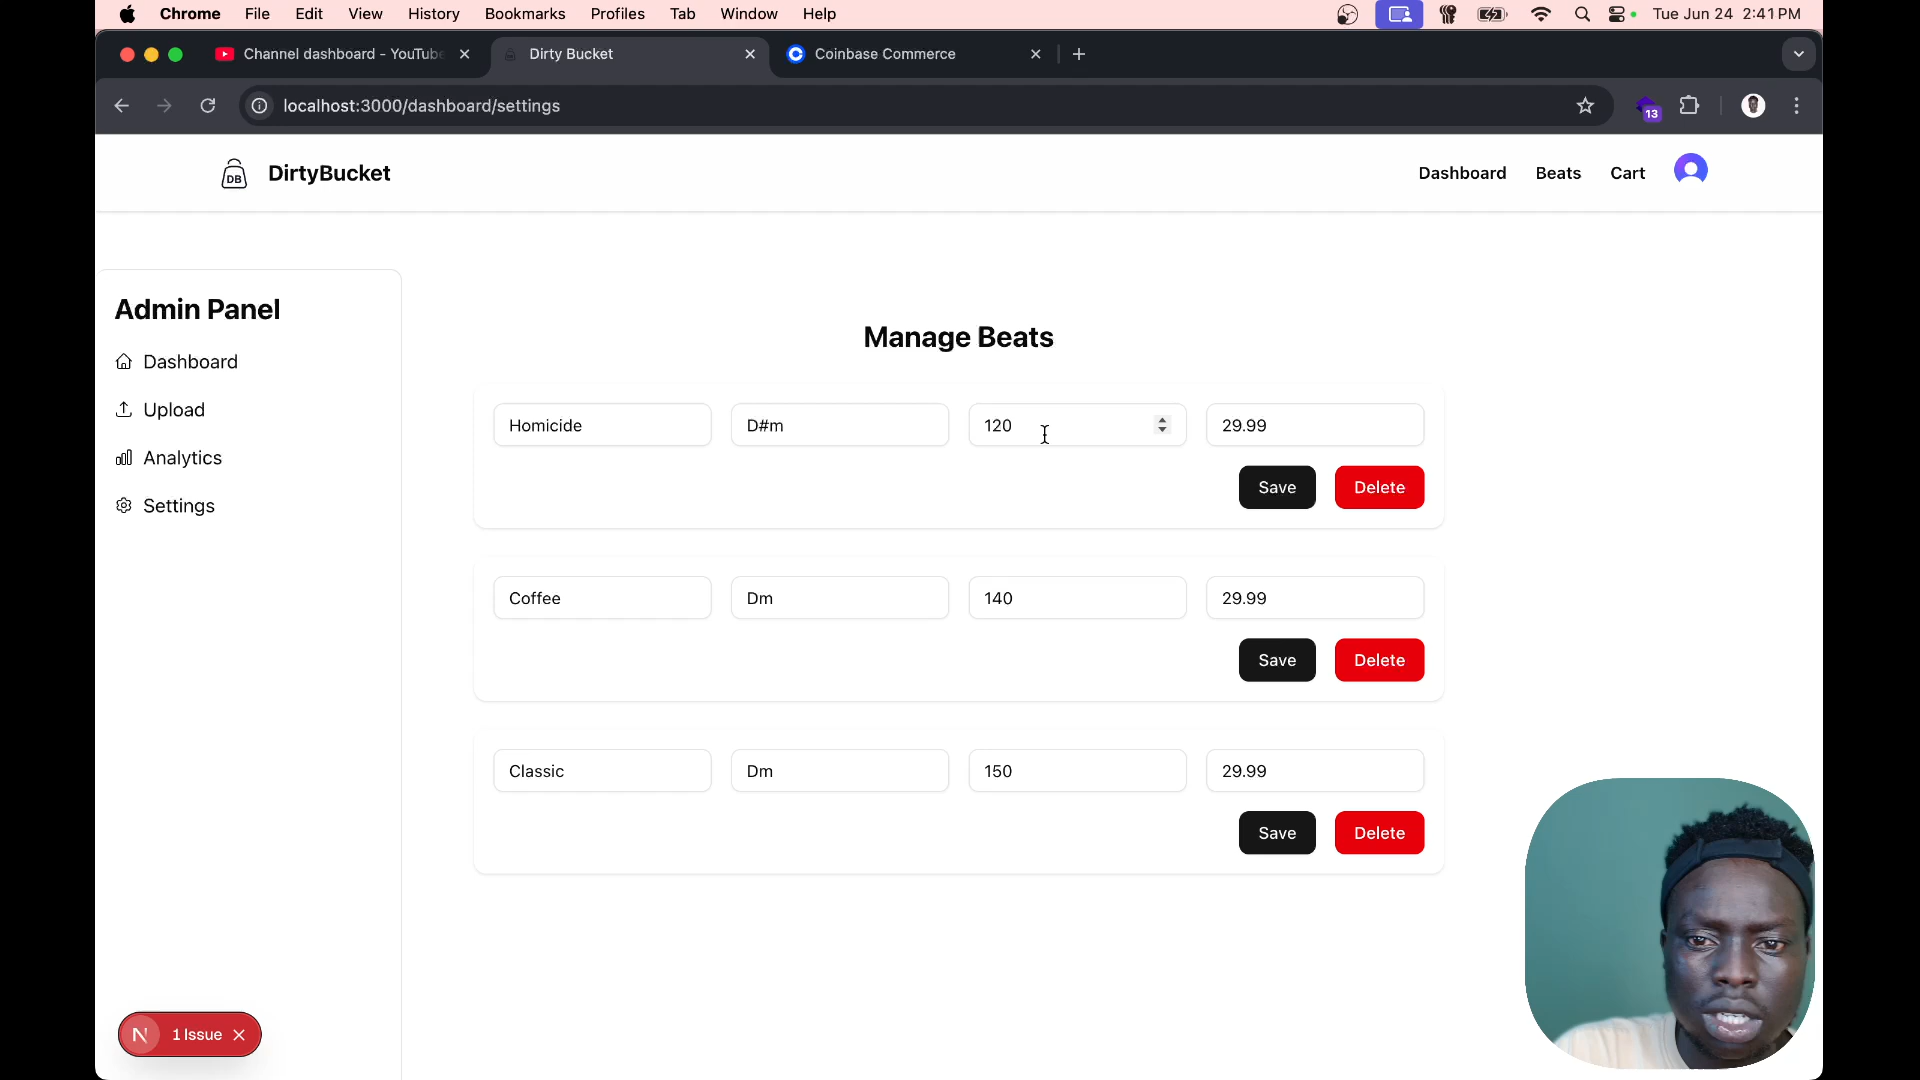 Chrome File Edit View History Bookmarks Profiles Tab Window Help Tue Jun 24 2:41 PM
Channel dashboard - YouTube Dirty Bucket Coinbase Commerce
localhost:3000/dashboard/settings 13
DB DirtyBucket Dashboard Beats Cart
Admin Panel
Dashboard
Upload
Analytics
Settings
Manage Beats
Homicide D#m 120 29.99
Save Delete
Coffee Dm 140 29.99
Save Delete
Classic Dm 150 29.99
Save Delete
N 1 Issue